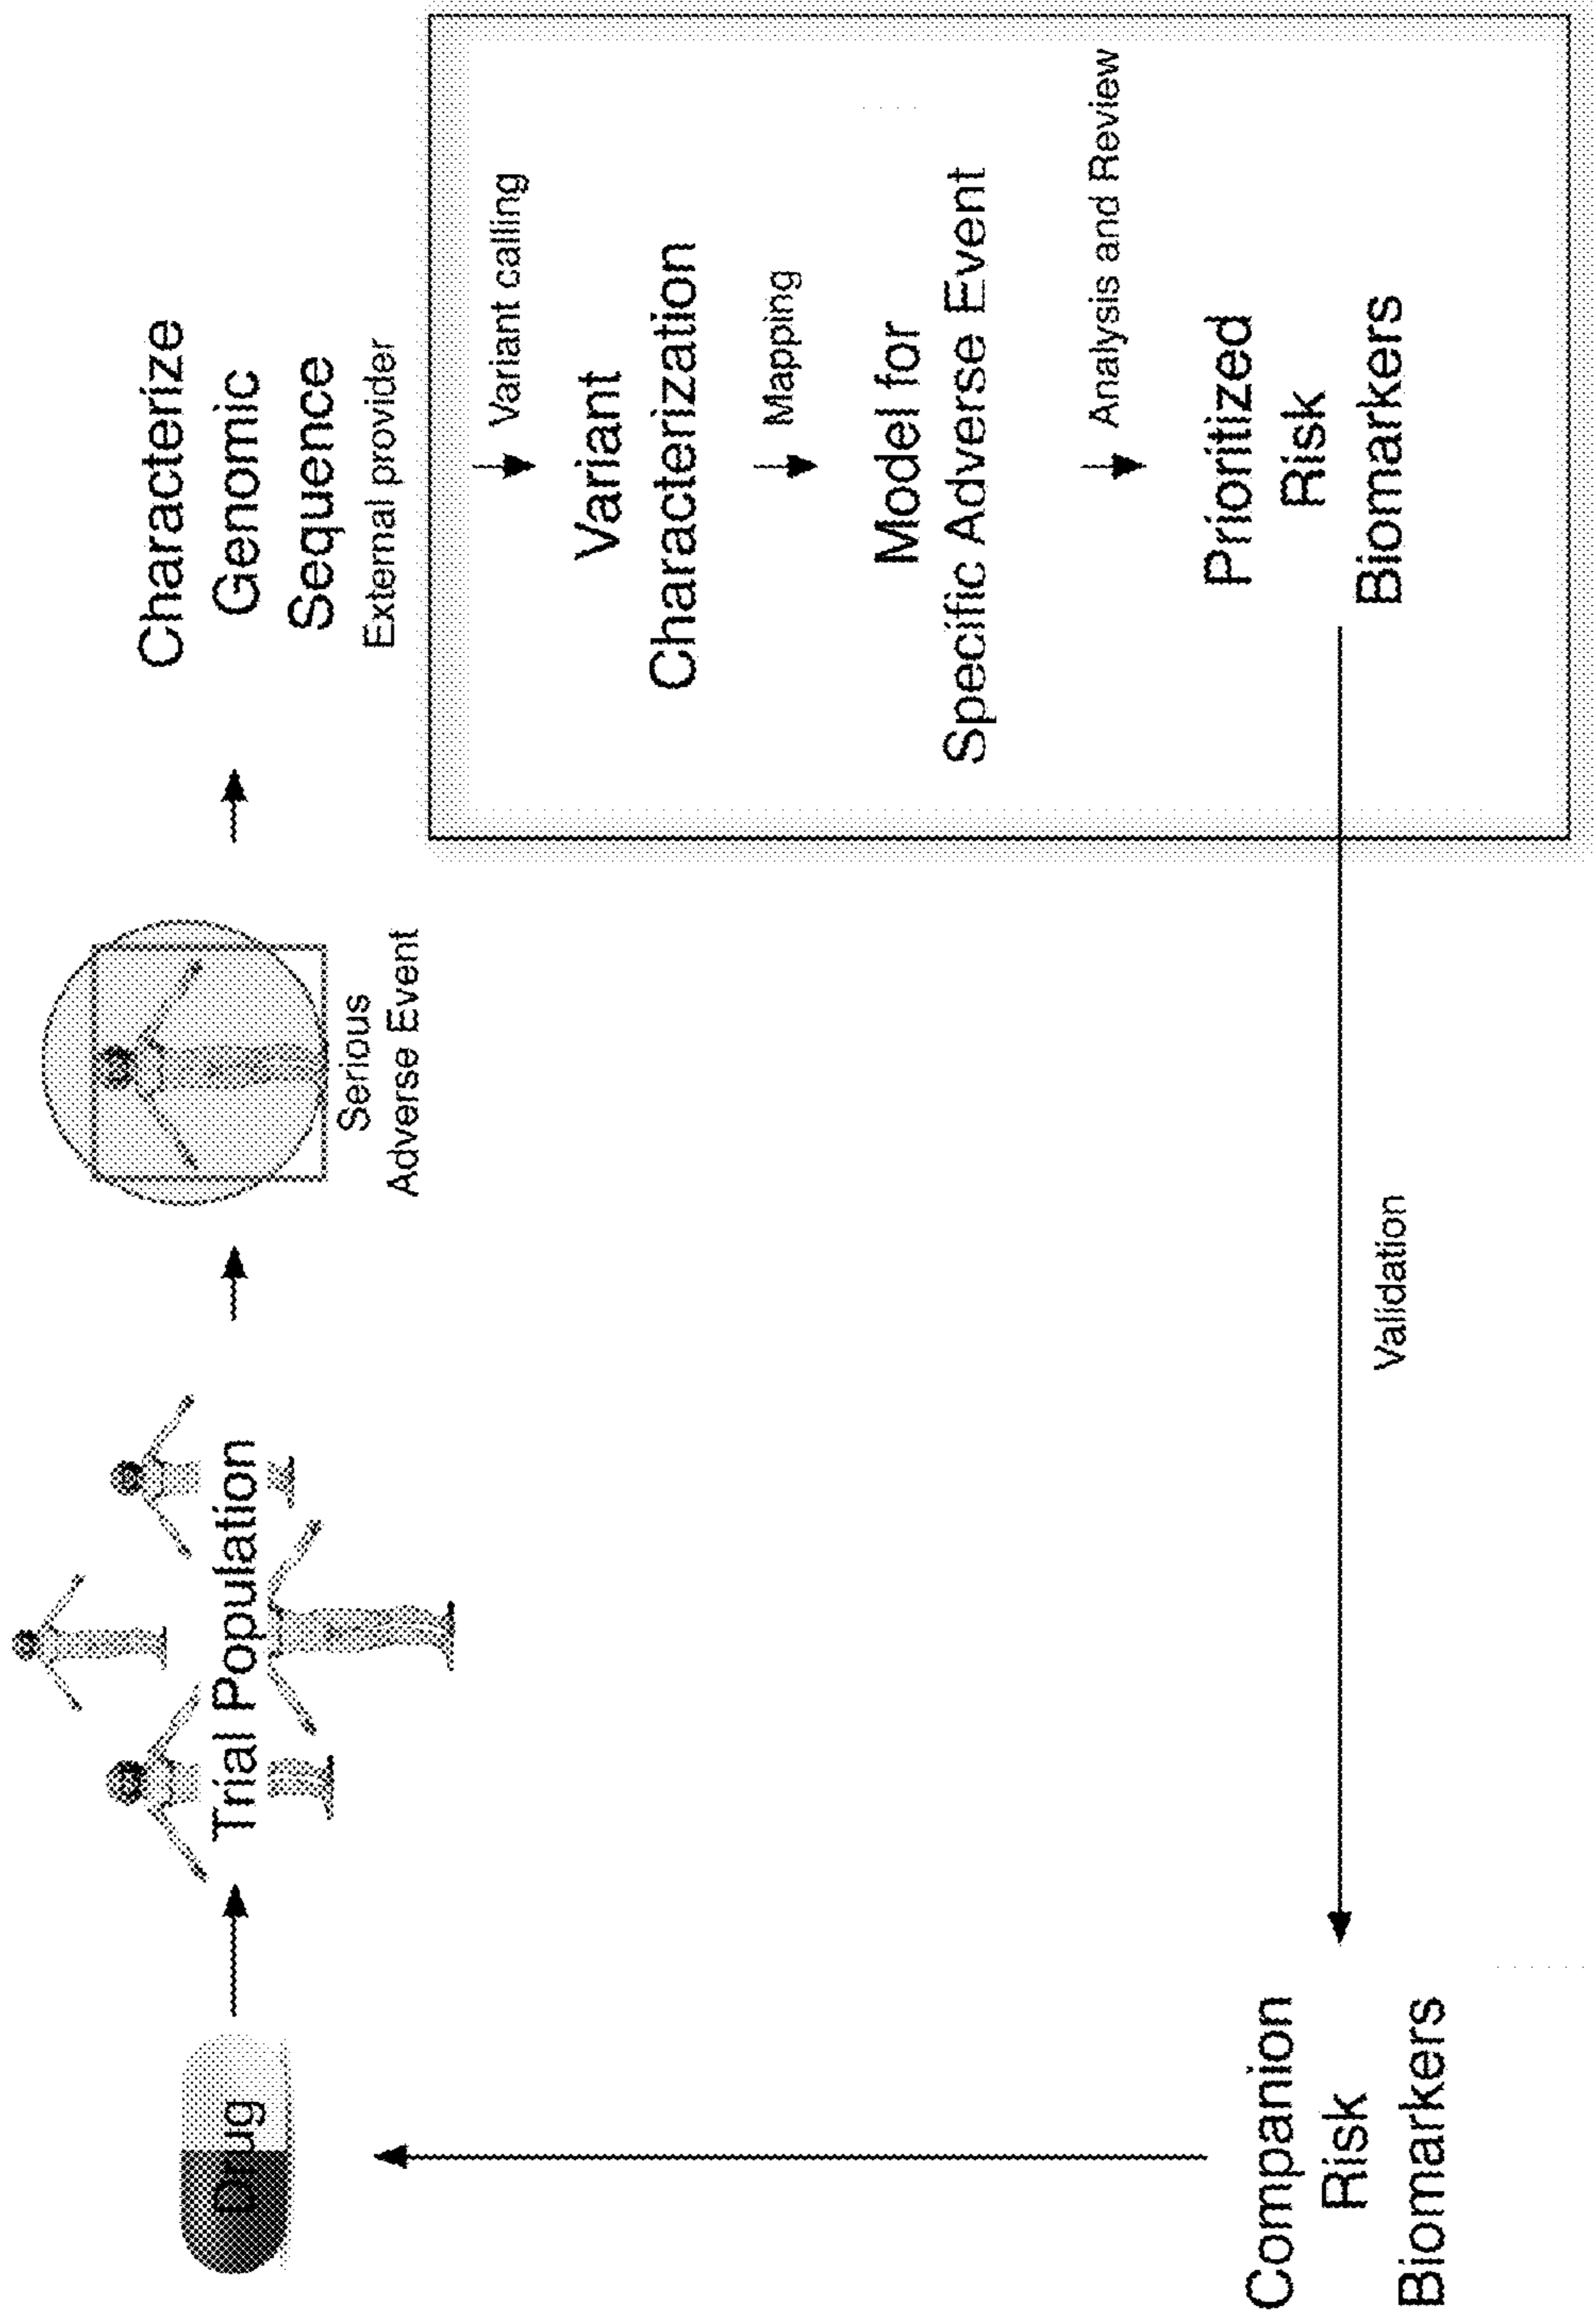 Drug
Trial Population
Serious
Adverse Event
Characterize
Genomic
Sequence
External provider
Variant calling
Variant
Characterization
Mapping
Model for
Specific Adverse Event
Analysis and Review
Prioritized
Risk
Biomarkers
Validation
Companion
Risk
Biomarkers